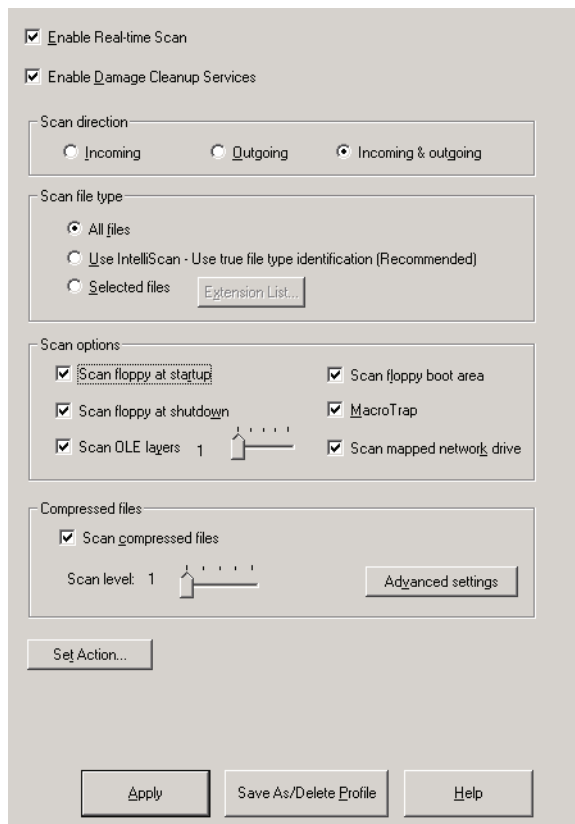 Enable Real-time Scan
Enable Damage Cleanup Services
Scan direction
Incoming Outgoing Incoming & outgoing
Scan file type
All files
Use IntelliScan - Use true file type identification (Recommended)
Selected files Extension List...
Scan options
Scan floppy at startup Scan floppy boot area
Scan floppy at shutdown MacroTrap
Scan OLE layers 1 Scan mapped network drive
Compressed files
Scan compressed files
Scan level: 1 Advanced settings
Set Action...
Apply Save As/Delete Profile Help